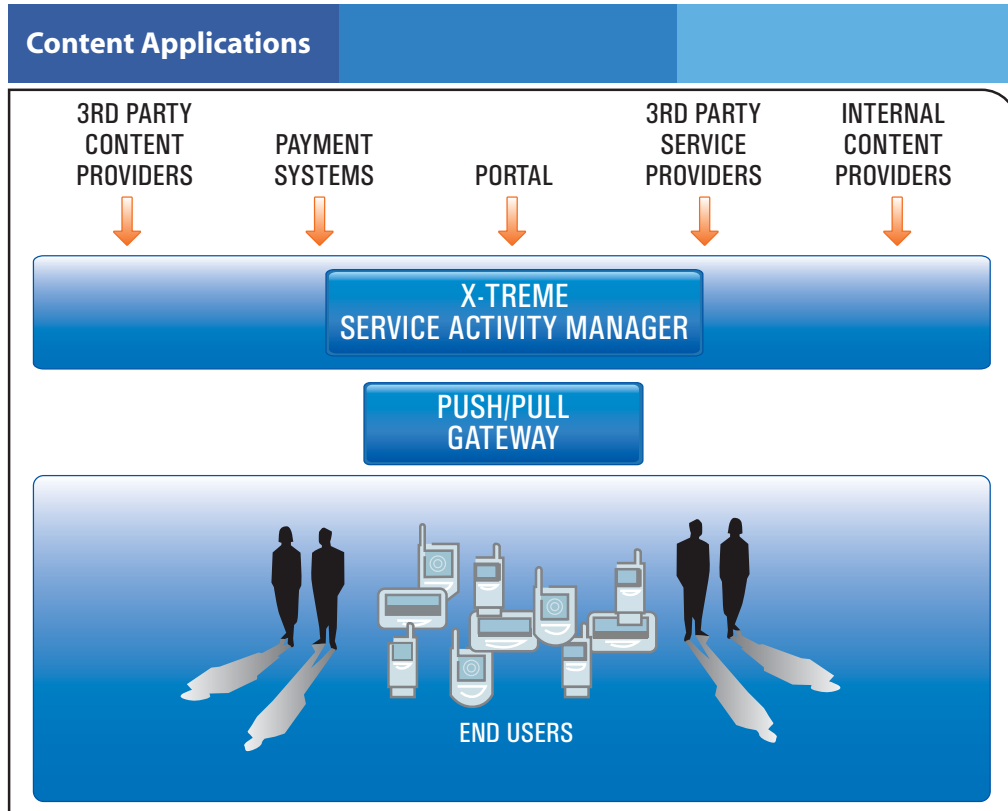 Content Applications
3RD PARTY
CONTENT
PROVIDERS
PAYMENT
SYSTEMS
PORTAL
3RD PARTY
SERVICE
PROVIDERS
INTERNAL
CONTENT
PROVIDERS
X-TREME
SERVICE ACTIVITY MANAGER
PUSH/PULL
GATEWAY
END USERS